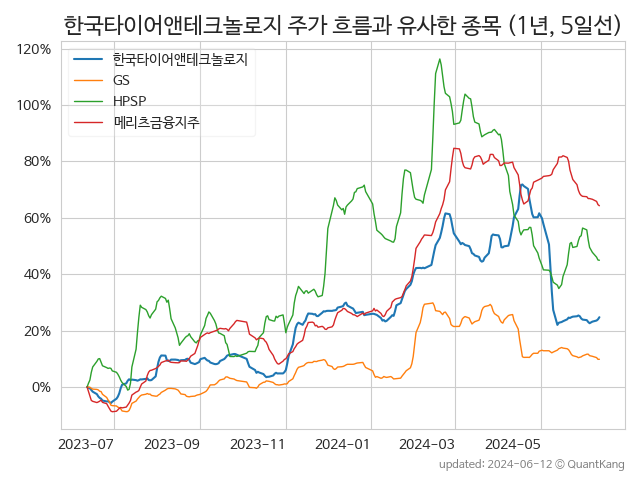 한국타이어앤테크놀로지 주가 흐름과 유사한 종목 (1년, 5일선)
120%
100%
80%
60%
40%
20%
0%
한국타이어앤테크놀로지
GS
HPSP
메리츠금융지주
2023-07 2023-09 2023-11 2024-01 2024-03 2024-05
updated: 2024-06-12 © QuantKang